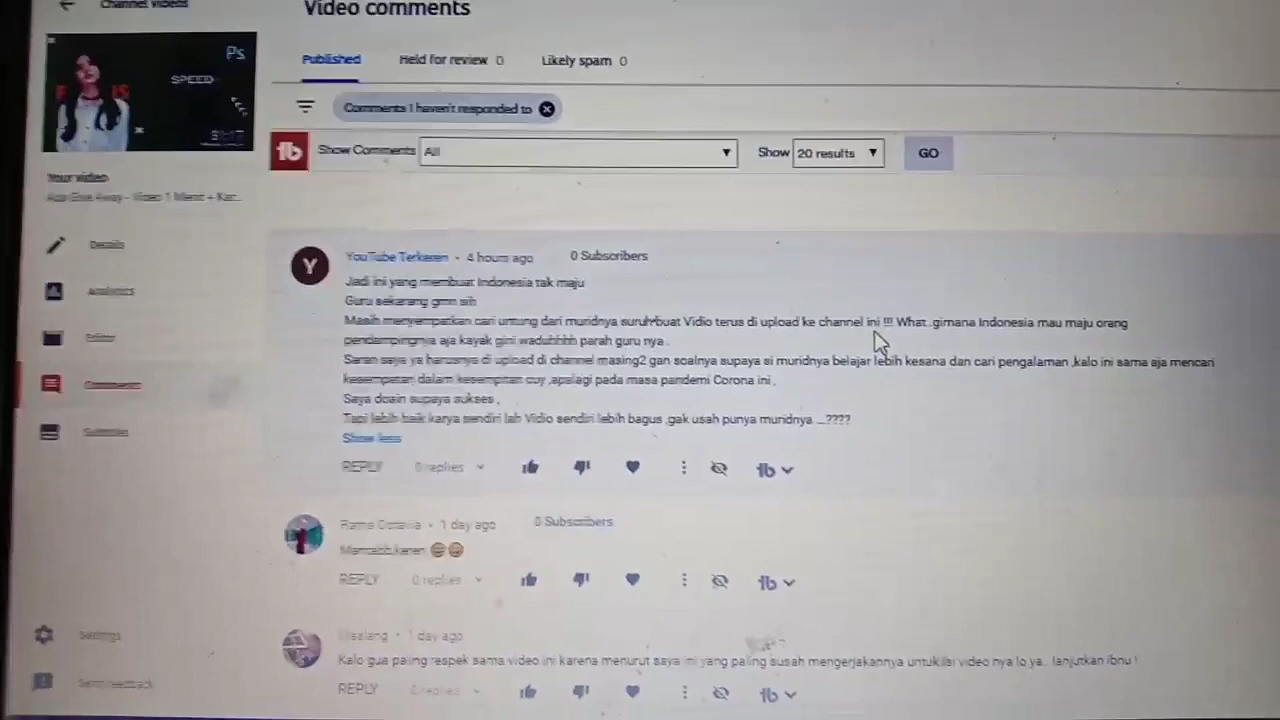 Channel videos
Video comments
Ps
SPEED
Published
Held for review 0
Likely spam 0
Comments I haven't responded to
Show Comments All
Show 20 results
GO
Your video
Details
Analytics
Editor
Comments
Subtitles
Settings
Send feedback
YouTube Terkeren • 4 hours ago 0 Subscribers
Jadi ini yang membuat Indonesia tak maju
Guru sekarang gmn sih
Masih menyempatkan cari untung dari muridnya suruh buat Vidio terus di upload ke channel ini !!! What..gimana Indonesia mau maju orang
pendampingnya aja kayak gini waduhhhh parah guru nya .
Saran saya ya harusnya di upload di channel masing2 gan soalnya supaya si muridnya belajar lebih kesana dan cari pengalaman ,kalo ini sama aja mencari
kesempatan dalam kesempitan cuy ,apalagi pada masa pandemi Corona ini ,
Saya doain supaya sukses ,
Tapi lebih baik karya sendiri lah Vidio sendiri lebih bagus ,gak usah punya muridnya ...????
Show less
REPLY 0 replies
1 day ago 0 Subscribers
REPLY 0 replies
1 day ago
Kalo gua paling respek sama video ini karena menurut saya ini yang paling susah mengerjakannya untuk isi video nya lo ya.. lanjutkan ibnu !
REPLY 0 replies